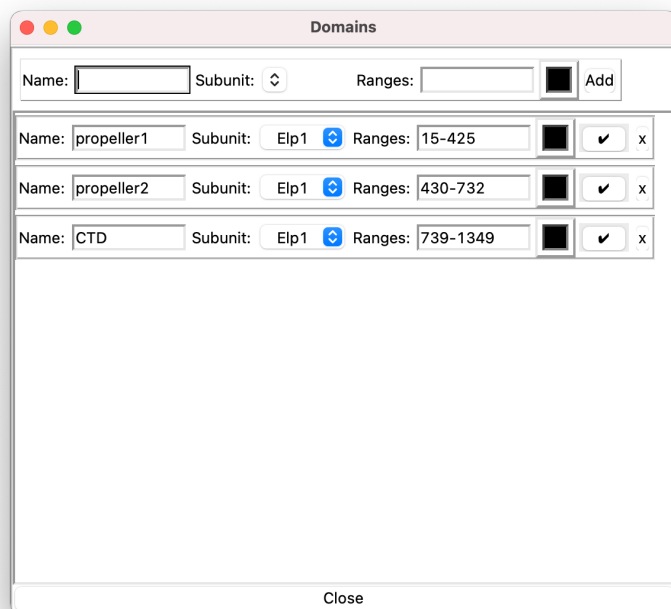 Domains
Name: Subunit: Ranges: Add
Name: propeller1 Subunit: Elp1 Ranges: 15-425 ✔ x
Name: propeller2 Subunit: Elp1 Ranges: 430-732 ✔ x
Name: CTD Subunit: Elp1 Ranges: 739-1349 ✔ x
Close